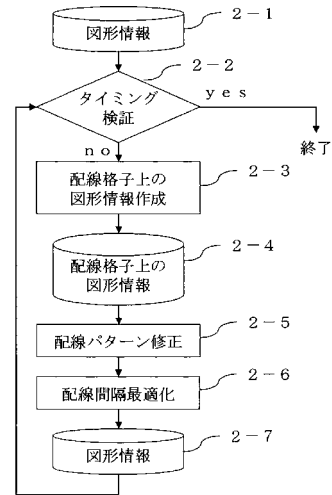 図形情報
2-1
2-2
タイミング
検証
yes
終了
no
配線格子上の
図形情報作成
2-3
配線格子上の
図形情報
2-4
配線パターン修正
2-5
配線間隔最適化
2-6
図形情報
2-7